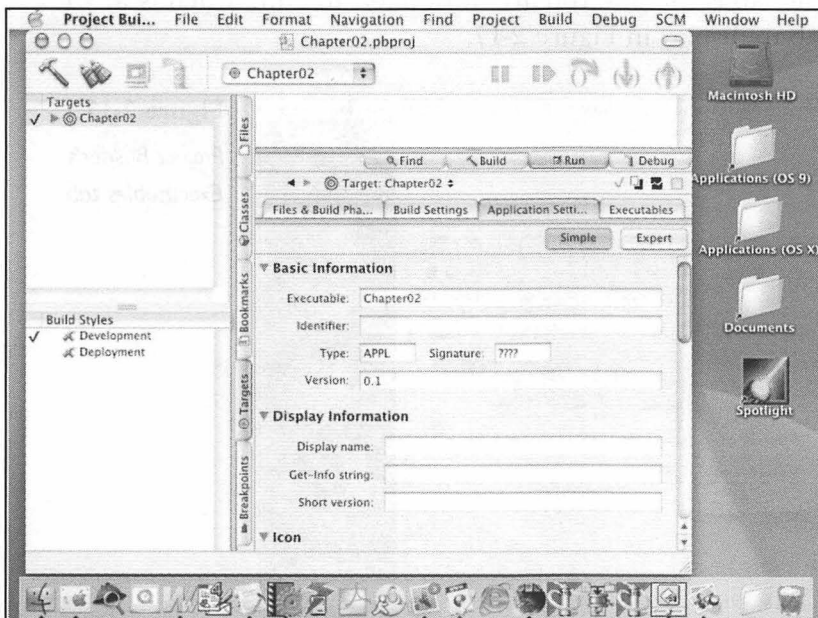 Project Bui... File Edit Format Navigation Find Project Build Debug SCM Window Help
Chapter02.pbproj
Chapter02
Macintosh HD
Targets
Chapter02
Files
Find Build Run Debug
Target: Chapter02
Applications (OS 9)
Files & Build Pha... Build Settings Application Setti... Executables
Classes
Simple Expert
Basic Information
Applications (OS X)
Executable: Chapter02
Bookmarks
Identifier:
Build Styles
Development
Deployment
Type: APPL Signature: ????
Documents
Version: 0.1
Targets
Display Information
Spotlight
Display name:
Get-Info string:
Breakpoints
Short version:
Icon